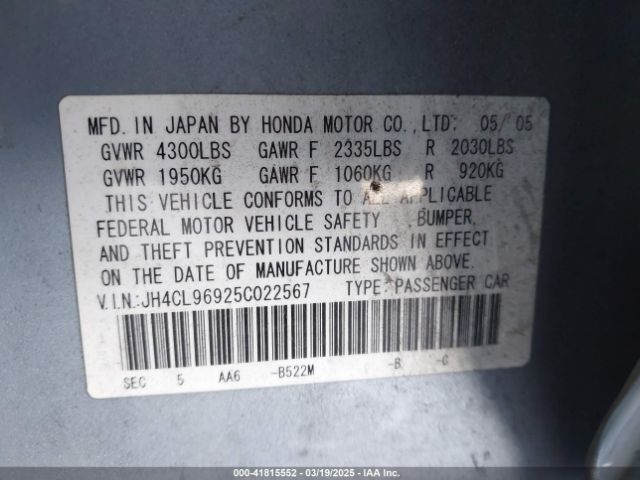 MFD. IN JAPAN BY HONDA MOTOR CO., LTD: 05/ 05
GVWR 4300LBS GAWR F 2335LBS R 2030LBS
GVWR 1950KG GAWR F 1060KG R 920KG
THIS VEHICLE CONFORMS TO ALL APPLICABLE
FEDERAL MOTOR VEHICLE SAFETY , BUMPER,
AND THEFT PREVENTION STANDARDS IN EFFECT
ON THE DATE OF MANUFACTURE SHOWN ABOVE.
V.I.N.:JH4CL96925C022567 TYPE: PASSENGER CAR
SEC 5 AA6 -B522M -B -C
000-41815552 | 03/19/2025 - IAA Inc.